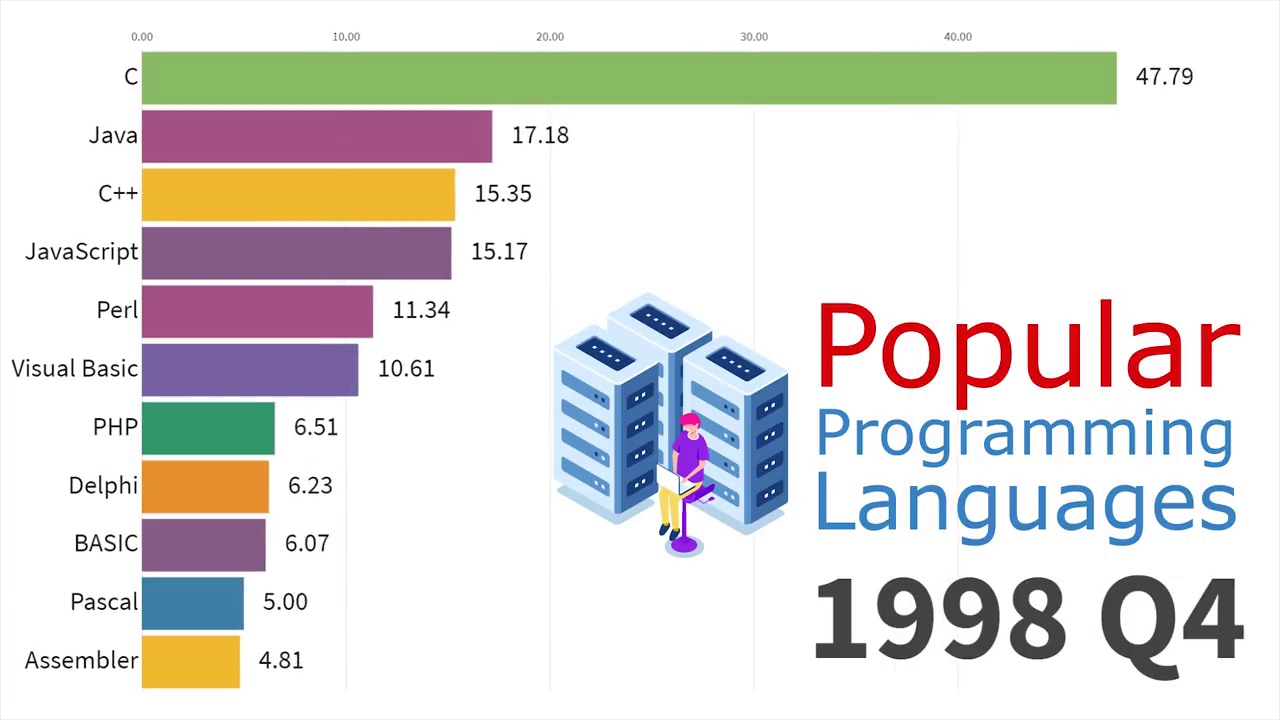 0.00 10.00 20.00 30.00 40.00
C 47.79
Java 17.18
C++ 15.35
JavaScript 15.17
Perl 11.34
Visual Basic 10.61
PHP 6.51
Delphi 6.23
BASIC 6.07
Pascal 5.00
Assembler 4.81
Popular
Programming
Languages
1998 Q4